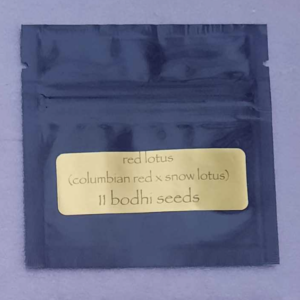 red lotus
(columbian red x snow lotus)
11 bodhi seeds